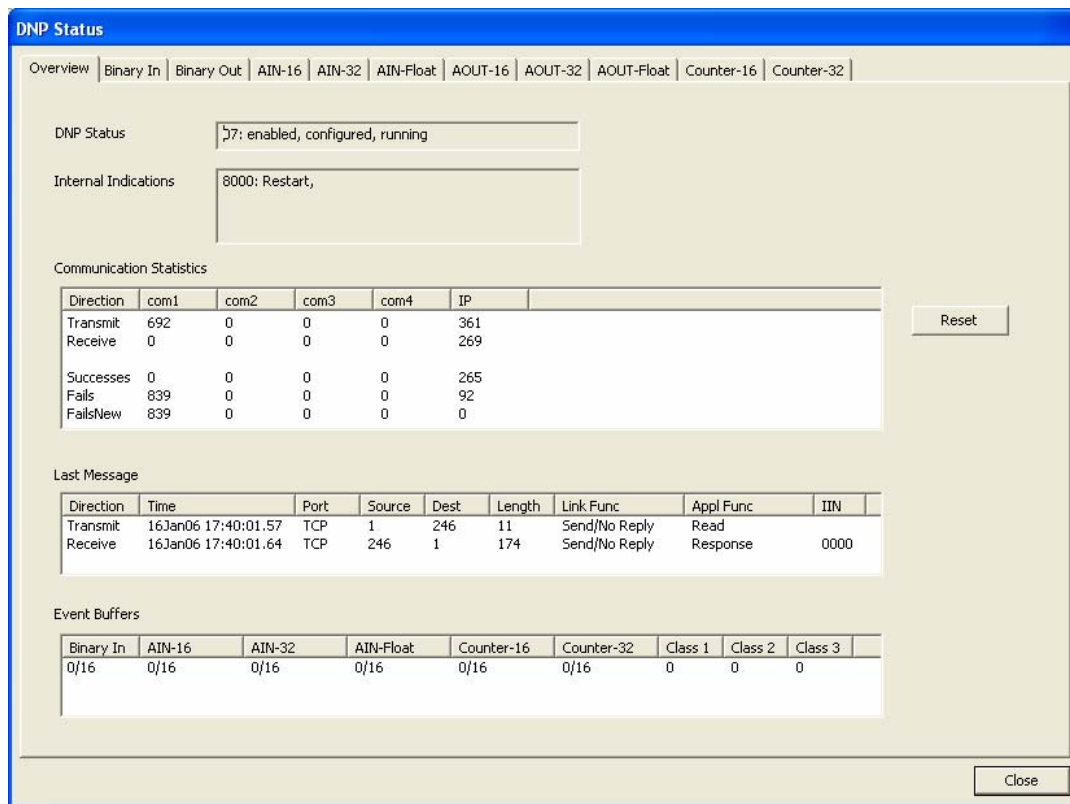 DNP Status
Overview Binary In Binary Out AIN-16 AIN-32 AIN-Float AOUT-16 AOUT-32 AOUT-Float Counter-16 Counter-32
DNP Status 7: enabled, configured, running
Internal Indications 8000: Restart,
Communication Statistics
Direction com1 com2 com3 com4 IP
Transmit 692 0 0 0 361
Reset
Receive 0 0 0 0 269
Successes 0 0 0 0 265
Fails 839 0 0 0 92
FailsNew 839 0 0 0 0
Last Message
Direction Time Port Source Dest Length Link Func Appl Func IIN
Transmit 16Jan06 17:40:01.57 TCP 1 246 11 Send/No Reply Read
Receive 16Jan06 17:40:01.64 TCP 246 1 174 Send/No Reply Response 0000
Event Buffers
Binary In AIN-16 AIN-32 AIN-Float Counter-16 Counter-32 Class 1 Class 2 Class 3
0/16 0/16 0/16 0/16 0/16 0/16 0 0 0
Close